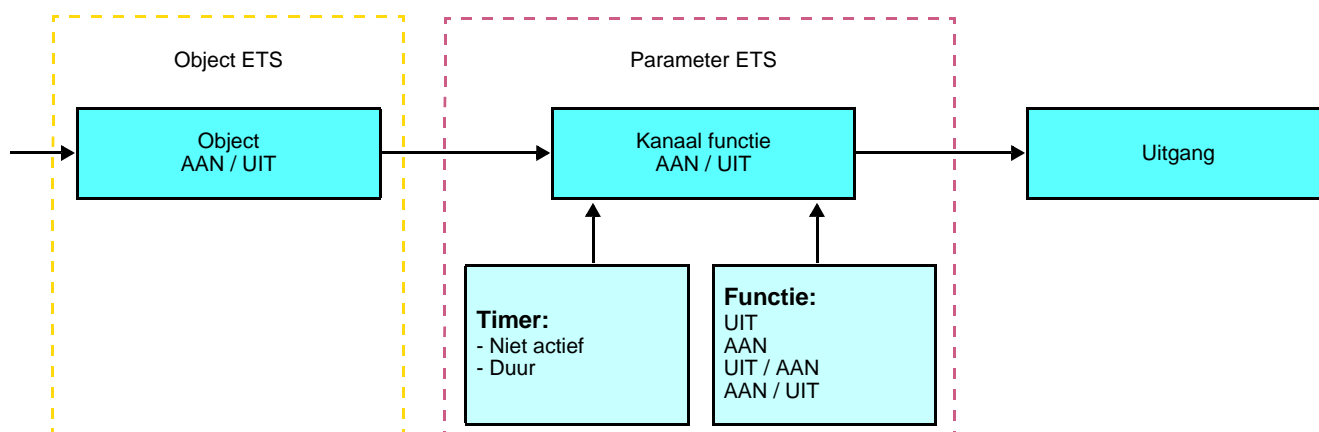 Object ETS
Parameter ETS
Object
AAN / UIT
Kanaal functie
AAN / UIT
Uitgang
Timer:
- Niet actief
- Duur
Functie:
UIT
AAN
UIT / AAN
AAN / UIT